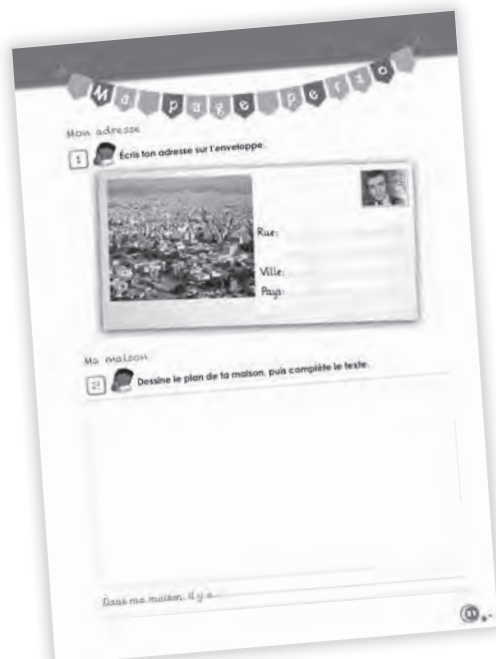 Ma page perso
Mon adresse
1 Écris ton adresse sur l'enveloppe.
Rue:
Ville:
Pays:
Ma maison
2 Dessine le plan de ta maison, puis complète le texte.
Dans ma maison, il y a
31